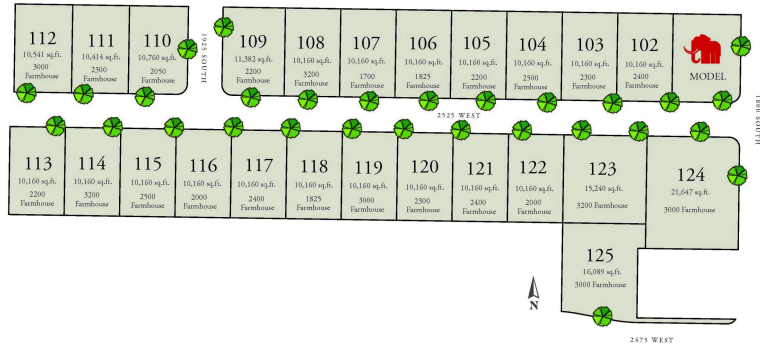 112
10,541 sq.ft.
3000
Farmhouse
111
10,414 sq.ft.
2300
Farmhouse
110
10,760 sq.ft.
2050
Farmhouse
1925 SOUTH
109
11,382 sq.ft.
2200
Farmhouse
108
10,160 sq.ft.
3200
Farmhouse
107
10,160 sq.ft.
1700
Farmhouse
106
10,160 sq.ft.
1825
Farmhouse
105
10,160 sq.ft.
2200
Farmhouse
104
10,160 sq.ft.
2500
Farmhouse
103
10,160 sq.ft.
2300
Farmhouse
102
10,160 sq.ft.
2400
Farmhouse
MODEL
1800 SOUTH
2525 WEST
113
10,160 sq.ft.
2200
Farmhouse
114
10,160 sq.ft.
3200
Farmhouse
115
10,160 sq.ft.
2500
Farmhouse
116
10,160 sq.ft.
2000
Farmhouse
117
10,160 sq.ft.
2400
Farmhouse
118
10,160 sq.ft.
1825
Farmhouse
119
10,160 sq.ft.
3000
Farmhouse
120
10,160 sq.ft.
2300
Farmhouse
121
10,160 sq.ft.
2400
Farmhouse
122
10,160 sq.ft.
2000
Farmhouse
123
15,240 sq.ft.
3200 Farmhouse
124
21,647 sq.ft.
3000 Farmhouse
125
16,089 sq.ft.
3000 Farmhouse
N
2475 WEST